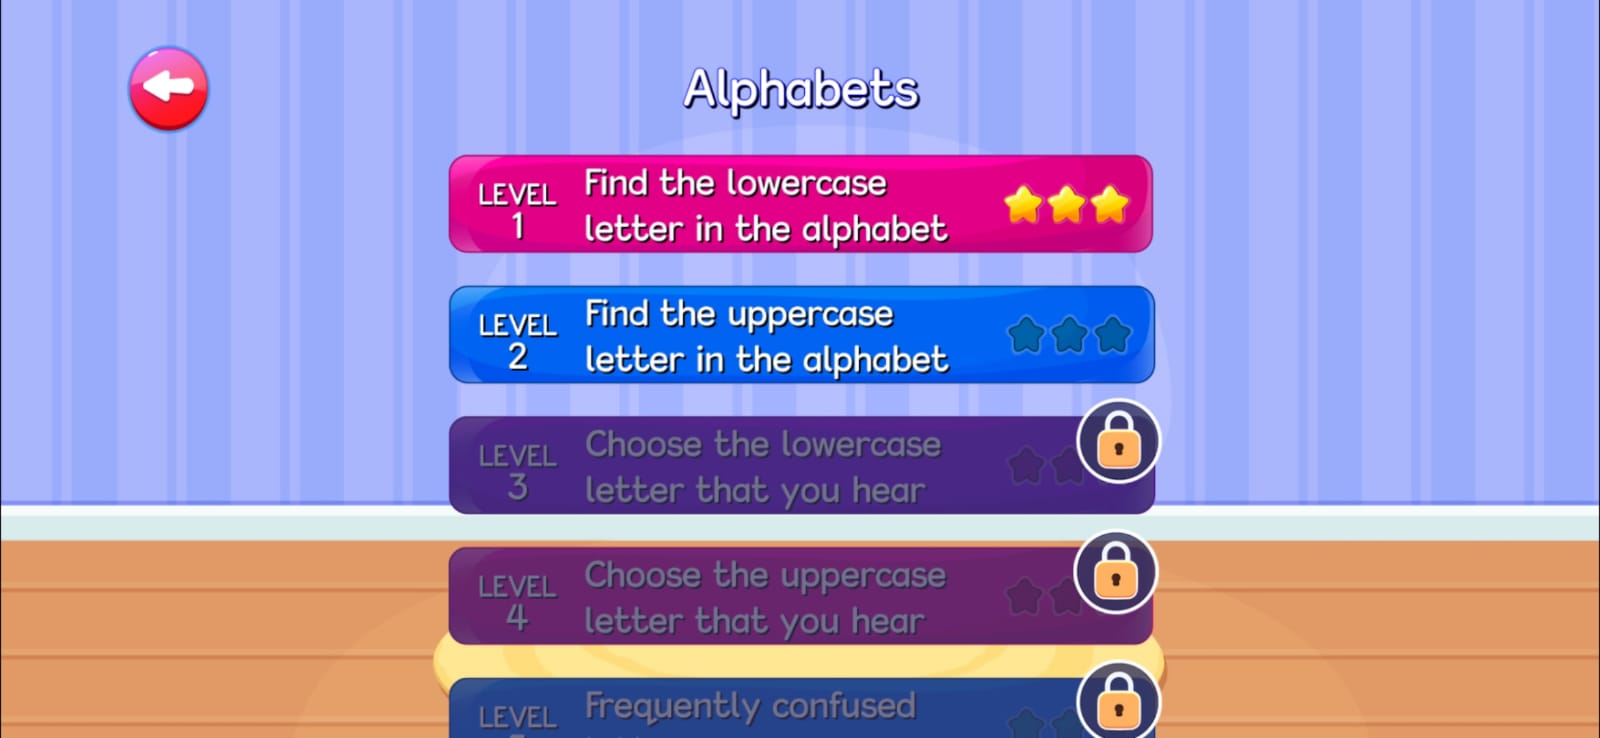 Alphabets
LEVEL
1
Find the lowercase
letter in the alphabet
LEVEL
2
Find the uppercase
letter in the alphabet
LEVEL
3
Choose the lowercase
letter that you hear
LEVEL
4
Choose the uppercase
letter that you hear
LEVEL
Frequently confused